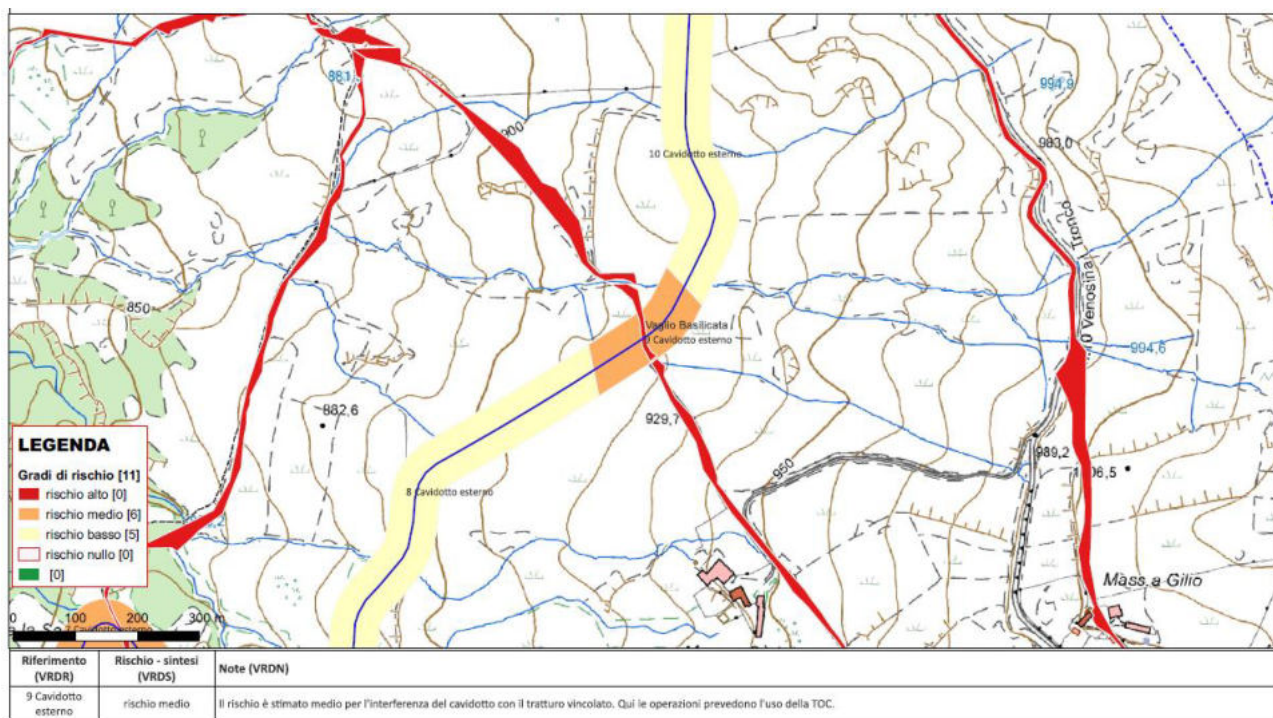 881,
900
994,9
983,0
10 Cavidotto esterno
Venosina Tronco
850
Vaglio Basilicata
9 Cavidotto esterno
994,6
882,6
929,7
LEGENDA
Gradi di rischio [11]
rischio alto [0]
rischio medio [6]
rischio basso [5]
rischio nullo [0]
[0]
950
989,2
8 Cavidotto esterno
Mass.a Gilio
0 100 200 300 m
Cavidotto esterno
Riferimento (VRDR)
Rischio - sintesi (VRDS)
Note (VRDN)
9 Cavidotto esterno
rischio medio
Il rischio è stimato medio per l'interferenza del cavidotto con il tratturo vincolato. Qui le operazioni prevedono l'uso della TOC.